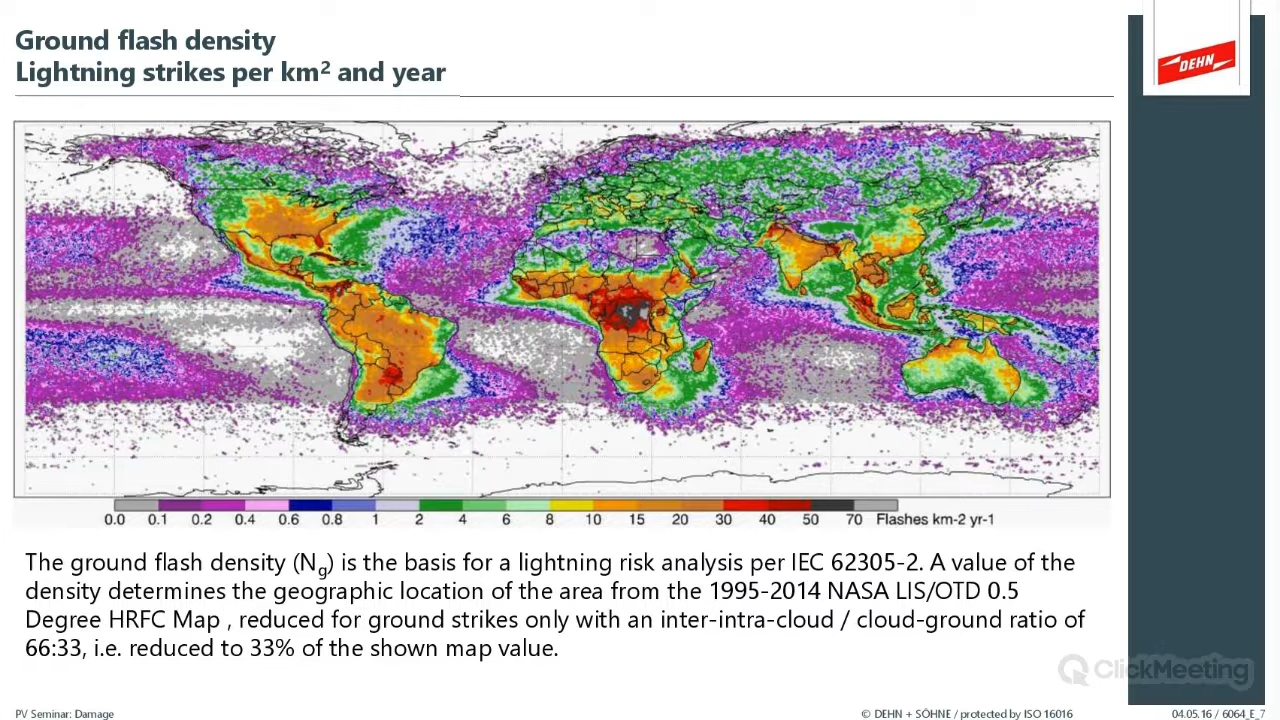 Ground flash density
Lightning strikes per km² and year
DEHN
0.0 0.1 0.2 0.4 0.6 0.8 1 2 4 6 8 10 15 20 30 40 50 70 Flashes km-2 yr-1
The ground flash density (Ng) is the basis for a lightning risk analysis per IEC 62305-2. A value of the
density determines the geographic location of the area from the 1995-2014 NASA LIS/OTD 0.5
Degree HRFC Map , reduced for ground strikes only with an inter-intra-cloud / cloud-ground ratio of
66:33, i.e. reduced to 33% of the shown map value.
ClickMeeting
PV Seminar: Damage © DEHN + SÖHNE / protected by ISO 16016 04.05.16 / 6064_E_7